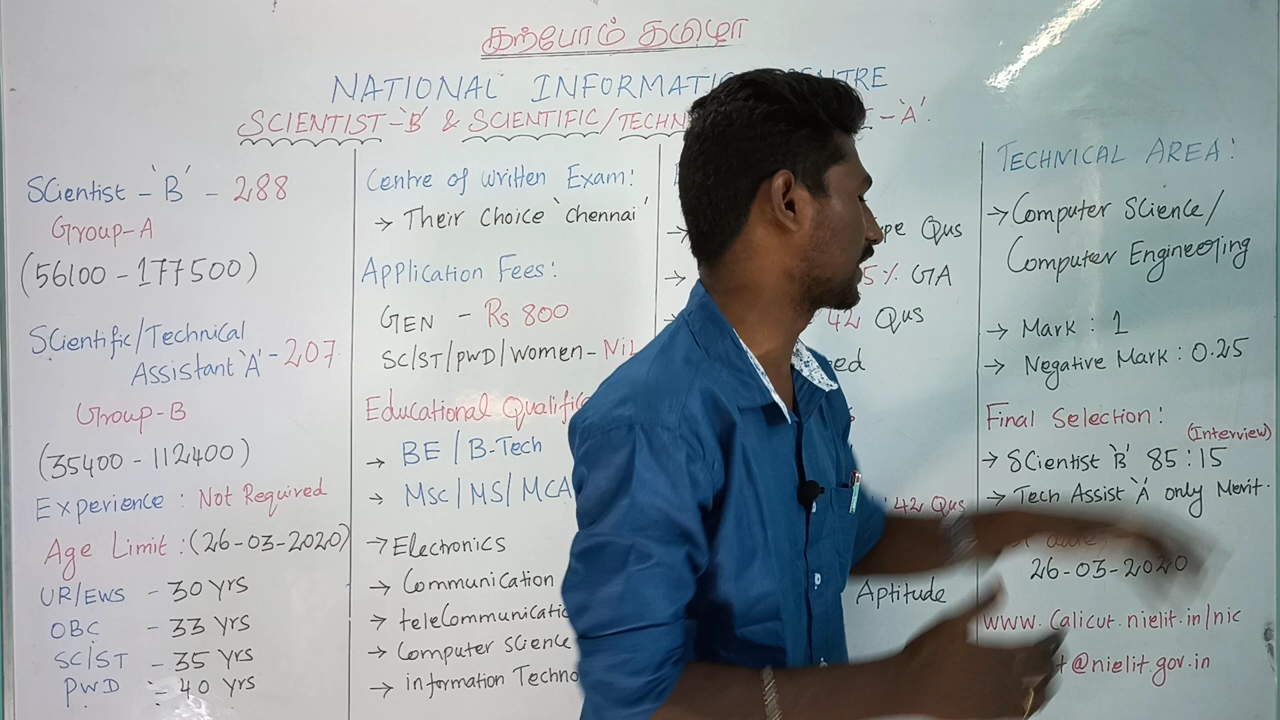 கற்போம் தமிழா
NATIONAL INFORMATI
SCIENTIST-'B' & SCIENTIFIC/TECHN -'A'.
Scientist - 'B' - 288
Group-A
(56100 - 177500)
Scientific/Technical
Assistant 'A' - 207
Group-B
(35400 - 112400)
Experience : Not Required
Age Limit : (26-03-2020)
UR/EWS - 30 yrs
OBC - 33 yrs
SC/ST - 35 yrs
PWD - 40 yrs
Centre of written Exam:
→ Their Choice 'chennai'
Application Fees:
GEN - Rs 800
SC/ST/PWD/Women - NiL
Educational
→ BE / B-Tech
→ Msc / MS / MCA
→ Electronics
→ Communication
→
→ Computer Science
→ information
→ Qus
→ 5% GA
42 Qus
: 42 Qus
Aptitude
TECHNICAL AREA:
→ Computer Science/
Computer Engineering
→ Mark : 1
→ Negative Mark : 0.25
Final Selection:
(Interview)
→ Scientist 'B' 85 : 15
→ Tech Assist 'A' only Merit.
26-03-2020
www.Calicut.nielit.in/nic
@nielit.gov.in